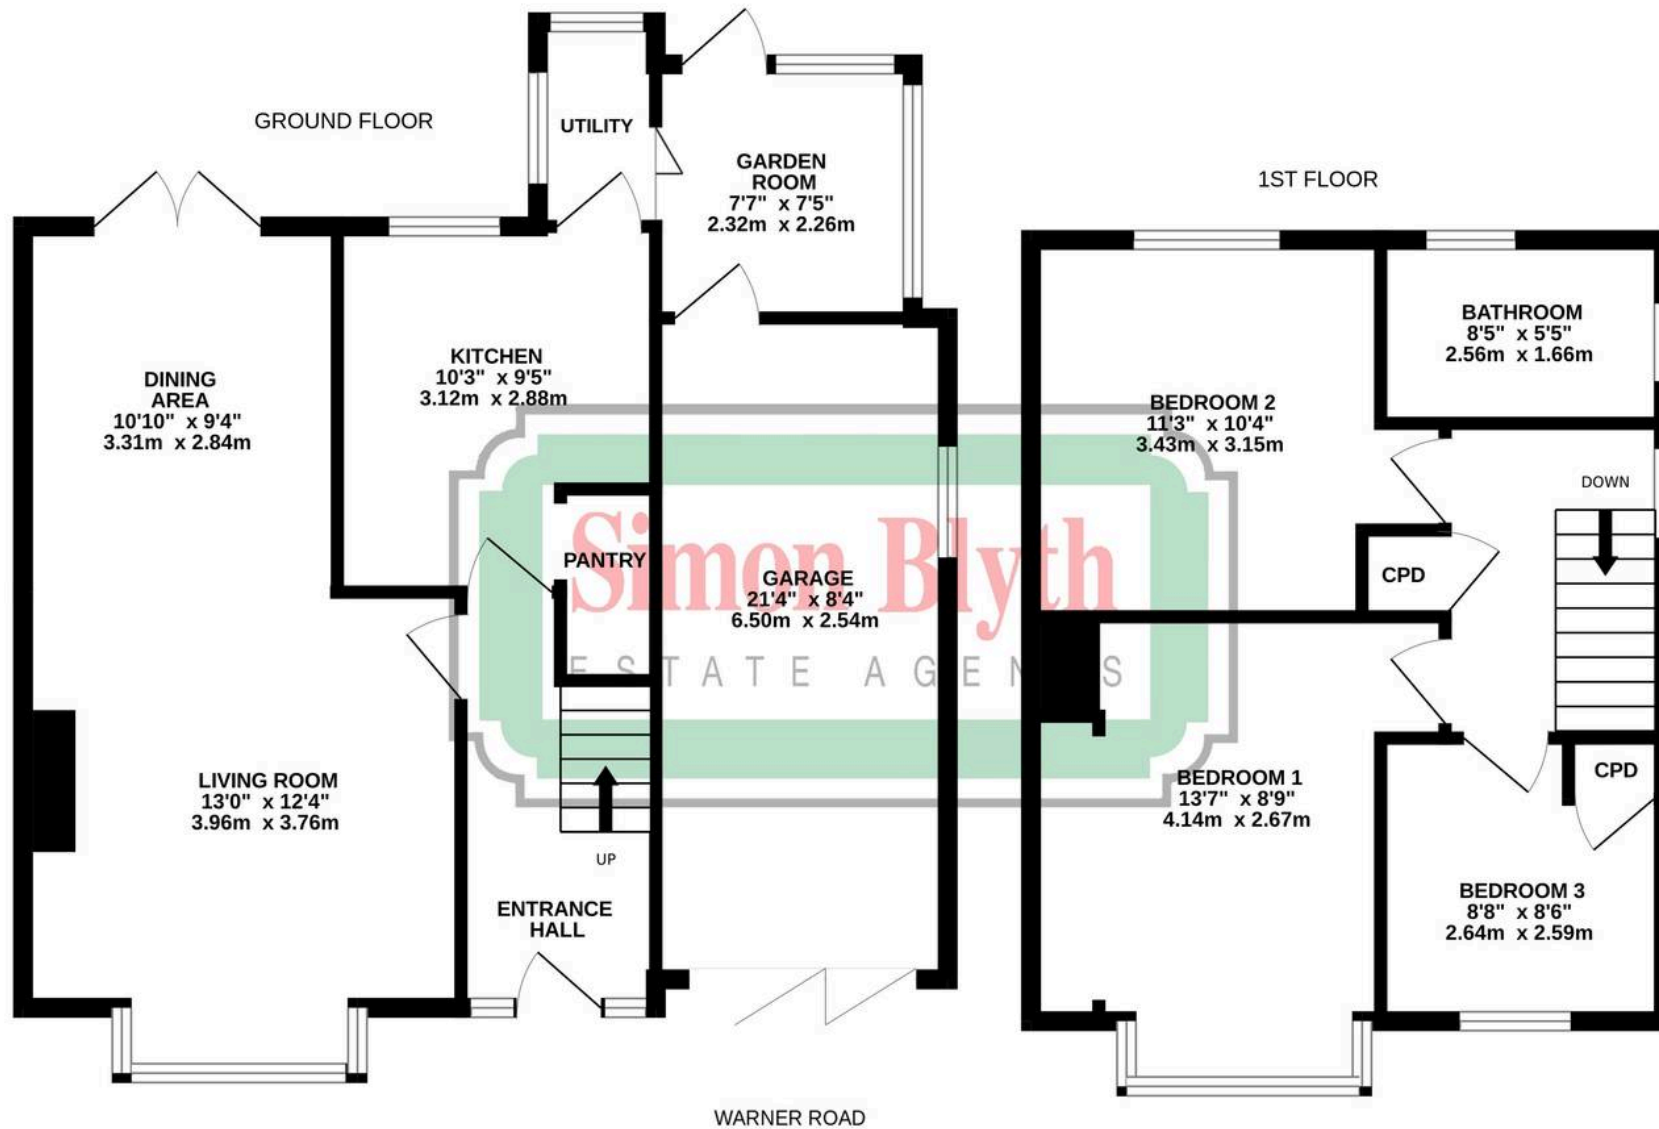 GROUND FLOOR
UTILITY
GARDEN
ROOM
7'7" x 7'5"
2.32m x 2.26m
DINING
AREA
10'10" x 9'4"
3.31m x 2.84m
KITCHEN
10'3" x 9'5"
3.12m x 2.88m
PANTRY
GARAGE
21'4" x 8'4"
6.50m x 2.54m
LIVING ROOM
13'0" x 12'4"
3.96m x 3.76m
UP
ENTRANCE
HALL
1ST FLOOR
BATHROOM
8'5" x 5'5"
2.56m x 1.66m
BEDROOM 2
11'3" x 10'4"
3.43m x 3.15m
DOWN
CPD
BEDROOM 1
13'7" x 8'9"
4.14m x 2.67m
CPD
BEDROOM 3
8'8" x 8'6"
2.64m x 2.59m
Simon Blyth
ESTATE AGENTS
WARNER ROAD